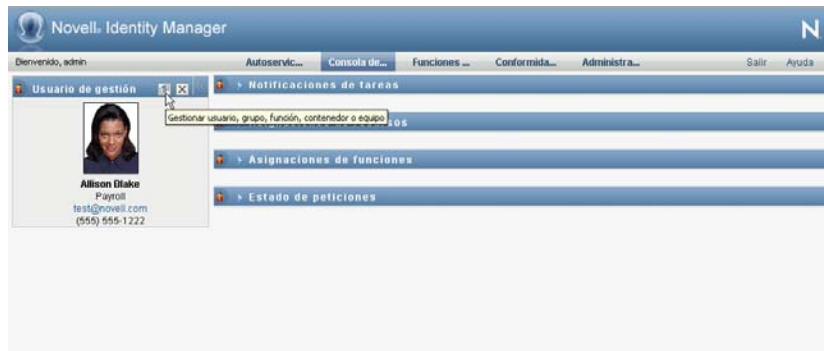 Novell® Identity Manager
N
Bienvenido, admin
Autoservic... Consola de... Funciones ... Conformida... Administra... Salir Ayuda
Usuario de gestión
Notificaciones de tareas
Gestionar usuario, grupo, función, contenedor o equipo
Asignaciones de funciones
Estado de peticiones
Allison Blake
Payroll
test@novell.com
(555) 555-1222